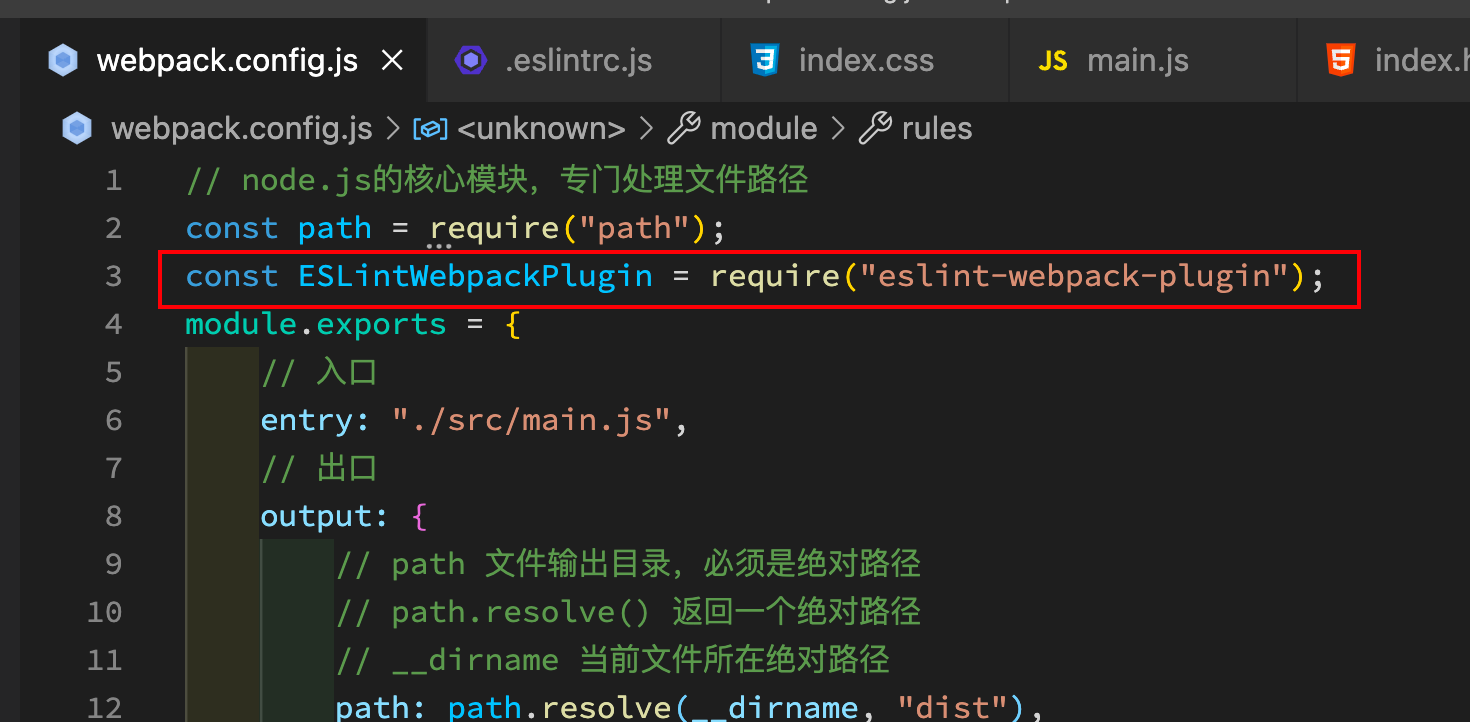 webpack.config.js .eslintrc.js index.css JS main.js index.h
webpack.config.js > <unknown> > module > rules
1 // node.js的核心模块，专门处理文件路径
2 const path = require("path");
3 const ESLintWebpackPlugin = require("eslint-webpack-plugin");
4 module.exports = {
5 // 入口
6 entry: "./src/main.js",
7 // 出口
8 output: {
9 // path 文件输出目录，必须是绝对路径
10 // path.resolve() 返回一个绝对路径
11 // __dirname 当前文件所在绝对路径
12 path: path.resolve(__dirname, "dist"),